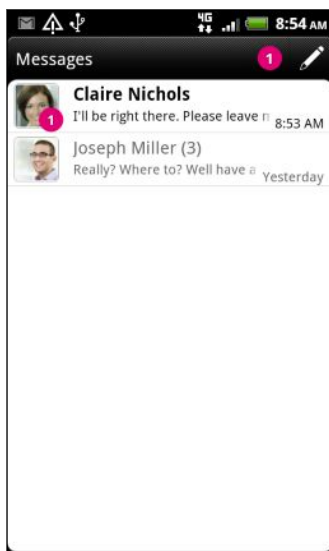 4G 8:54 AM
Messages 1
Claire Nichols
1 I'll be right there. Please leave 8:53 AM
Joseph Miller (3)
Really? Where to? Well have a Yesterday